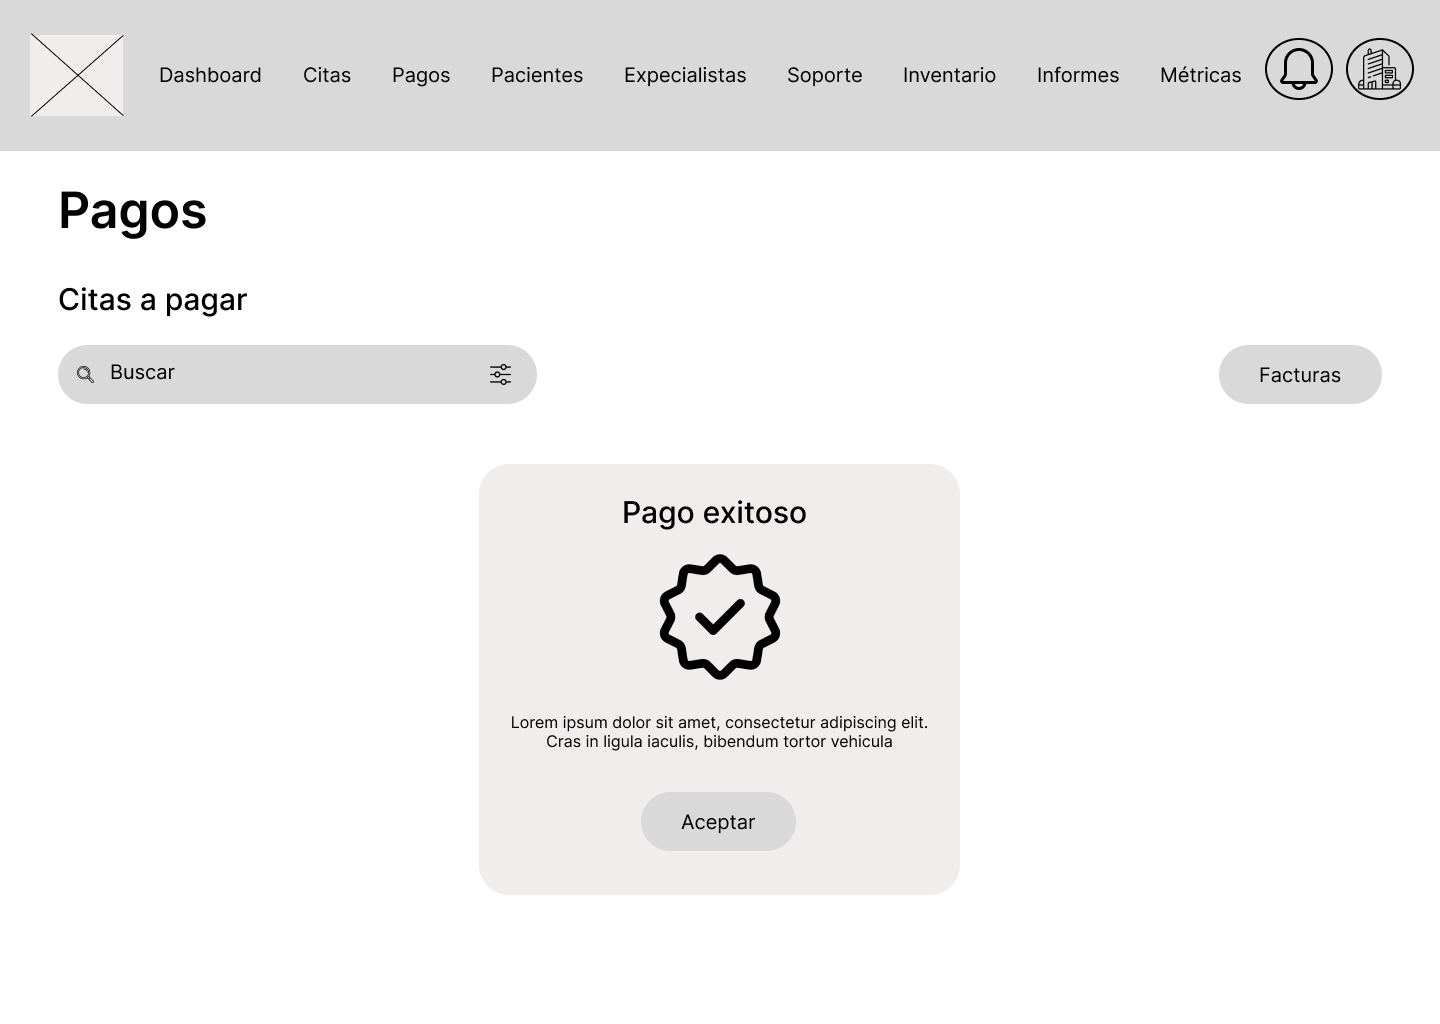 Dashboard Citas Pagos Pacientes Expecialistas Soporte Inventario Informes Métricas
Pagos
Citas a pagar
Buscar
Facturas
Pago exitoso
Lorem ipsum dolor sit amet, consectetur adipiscing elit.
Cras in ligula iaculis, bibendum tortor vehicula
Aceptar